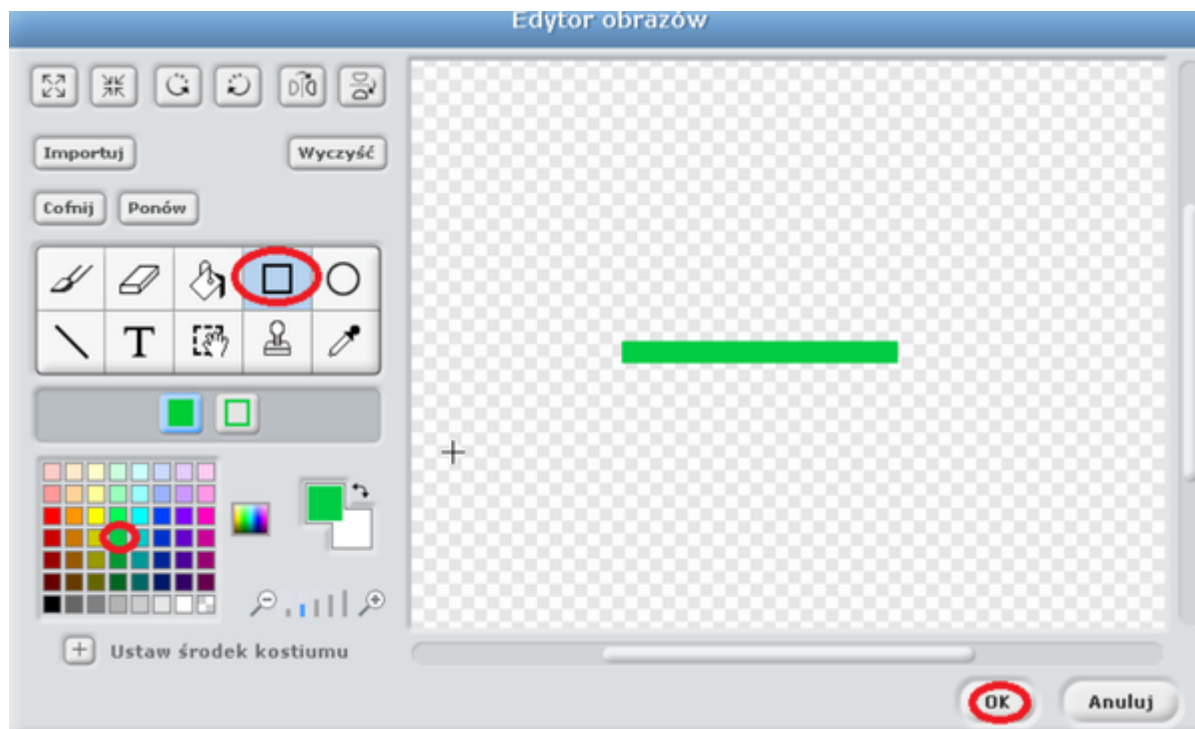 Edytor obrazów
Importuj
Wyczyść
Cofnij
Ponów
T
Ustaw środek kostiumu
OK
Anuluj